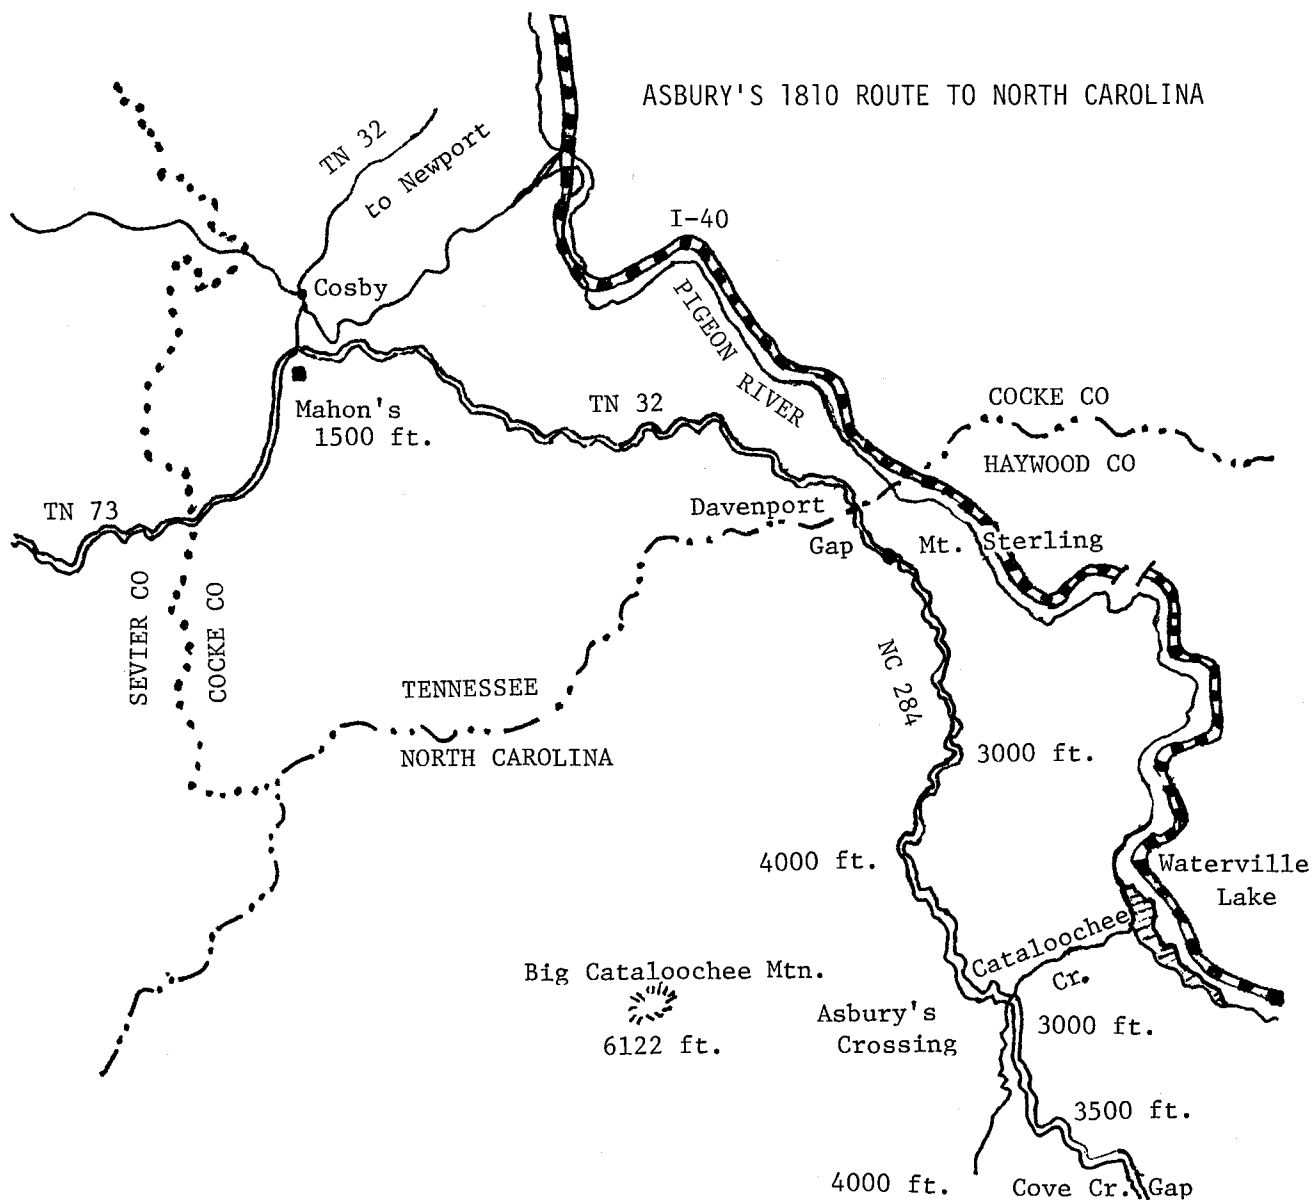 ASBURY'S 1810 ROUTE TO NORTH CAROLINA
TN 32
to Newport
I-40
Cosby
PIGEON RIVER
Mahon's
1500 ft.
TN 32
COCKE CO
HAYWOOD CO
TN 73
Davenport
Gap
Mt. Sterling
SEVIER CO
COCKE CO
NC 284
TENNESSEE
NORTH CAROLINA
3000 ft.
4000 ft.
Waterville
Lake
Cataloochee
Cr.
Big Cataloochee Mtn.
6122 ft.
Asbury's
Crossing
3000 ft.
3500 ft.
4000 ft.
Cove Cr. Gap